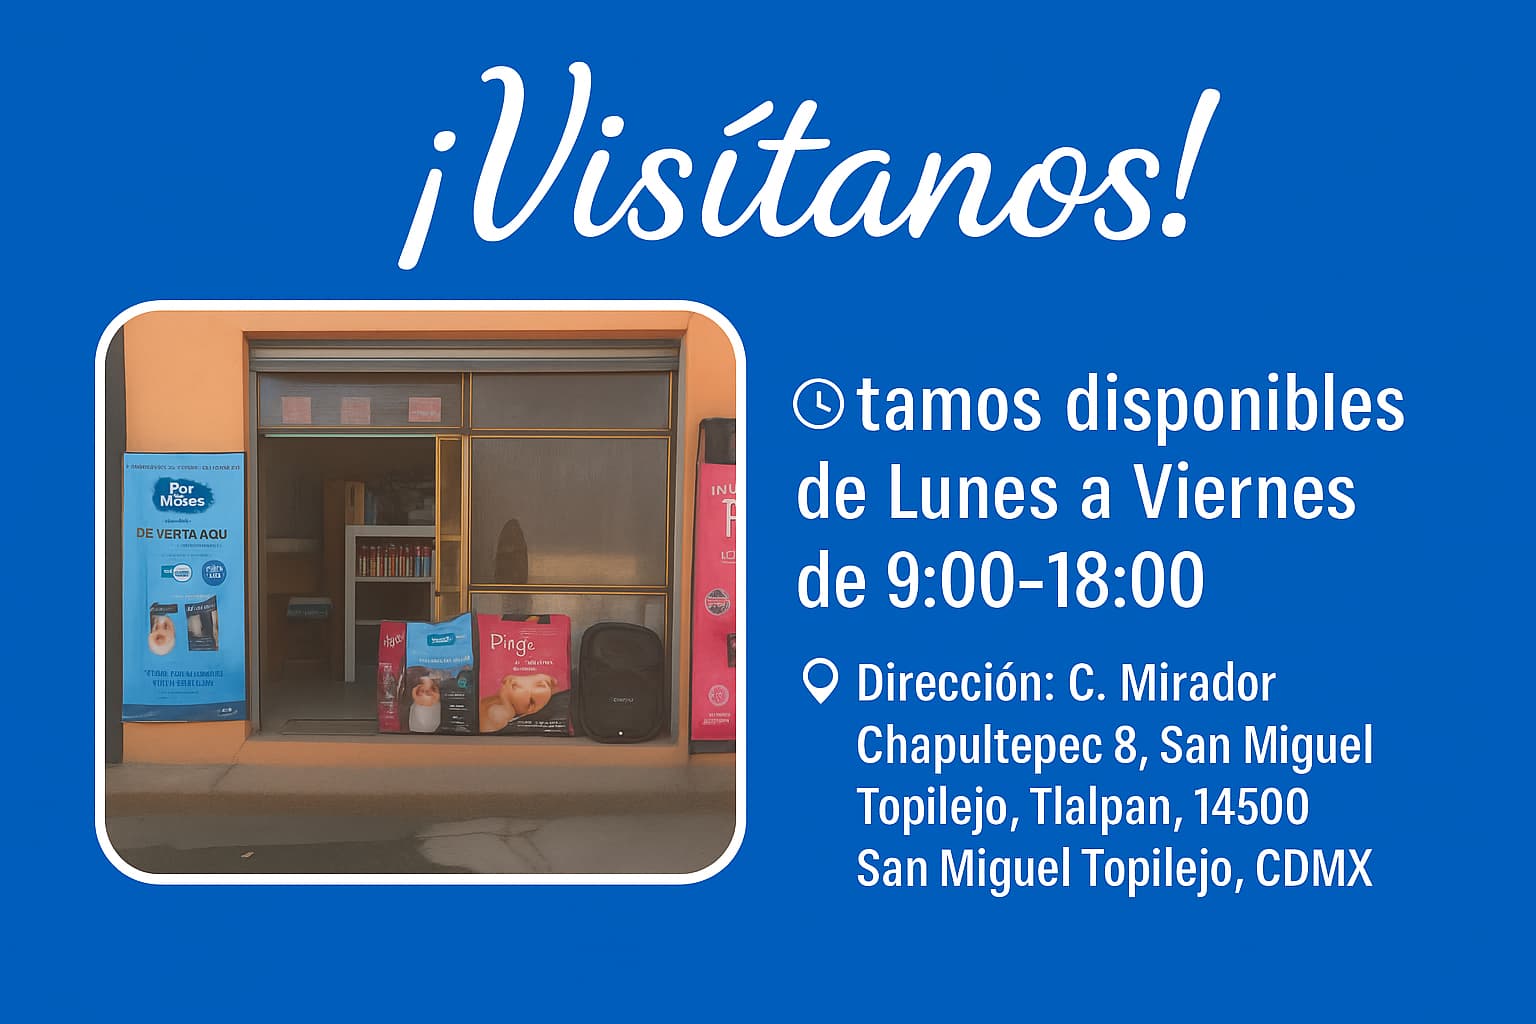 ¡Visítanos!
tamos disponibles
de Lunes a Viernes
de 9:00–18:00
Dirección: C. Mirador
Chapultepec 8, San Miguel
Topilejo, Tlalpan, 14500
San Miguel Topilejo, CDMX
Por
Moses
DE VERTA AQU
Pinge
INU